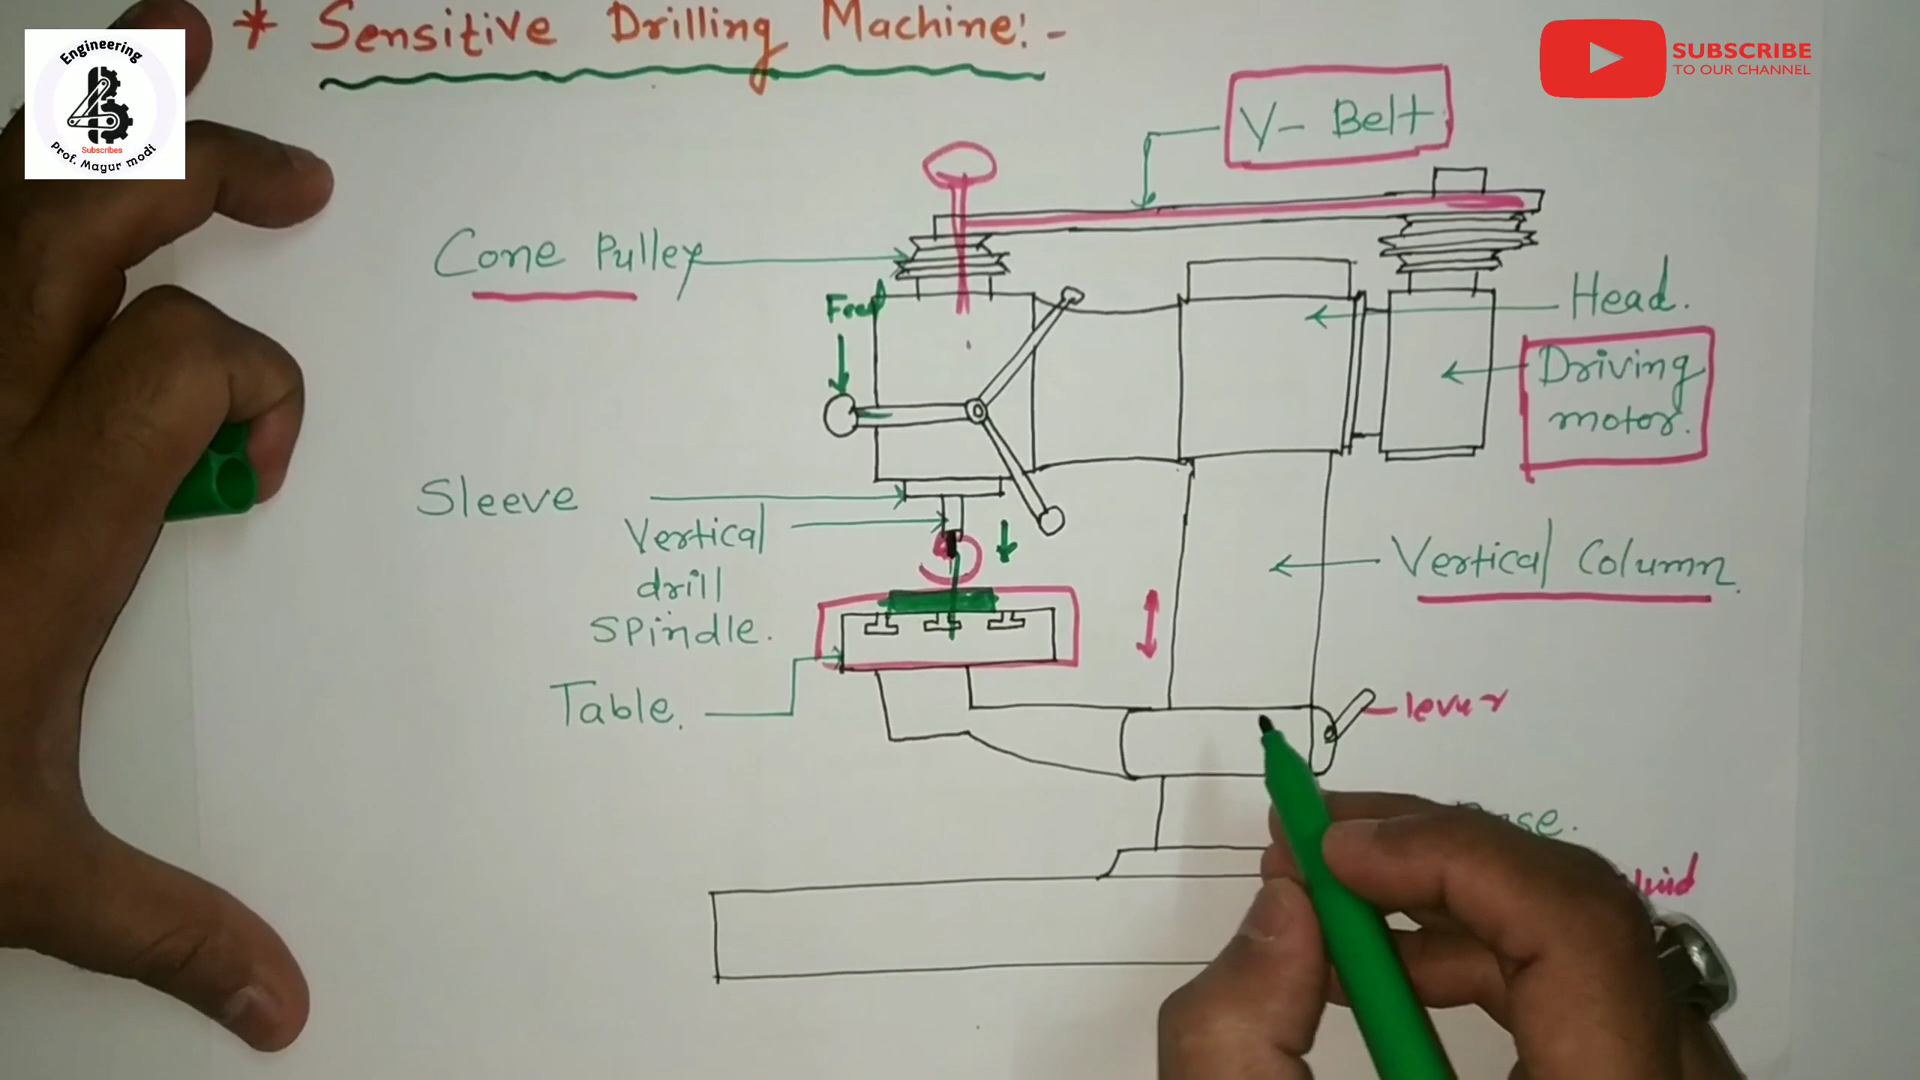 * Sensitive Drilling Machine:-
Engineering
Subscribes
Prof. Mayur modi
SUBSCRIBE
TO OUR CHANNEL
V- Belt
Cone Pulley
Feed
Head.
Driving
motor.
Sleeve
Vertical
drill
spindle.
Vertical Column
Table.
lever